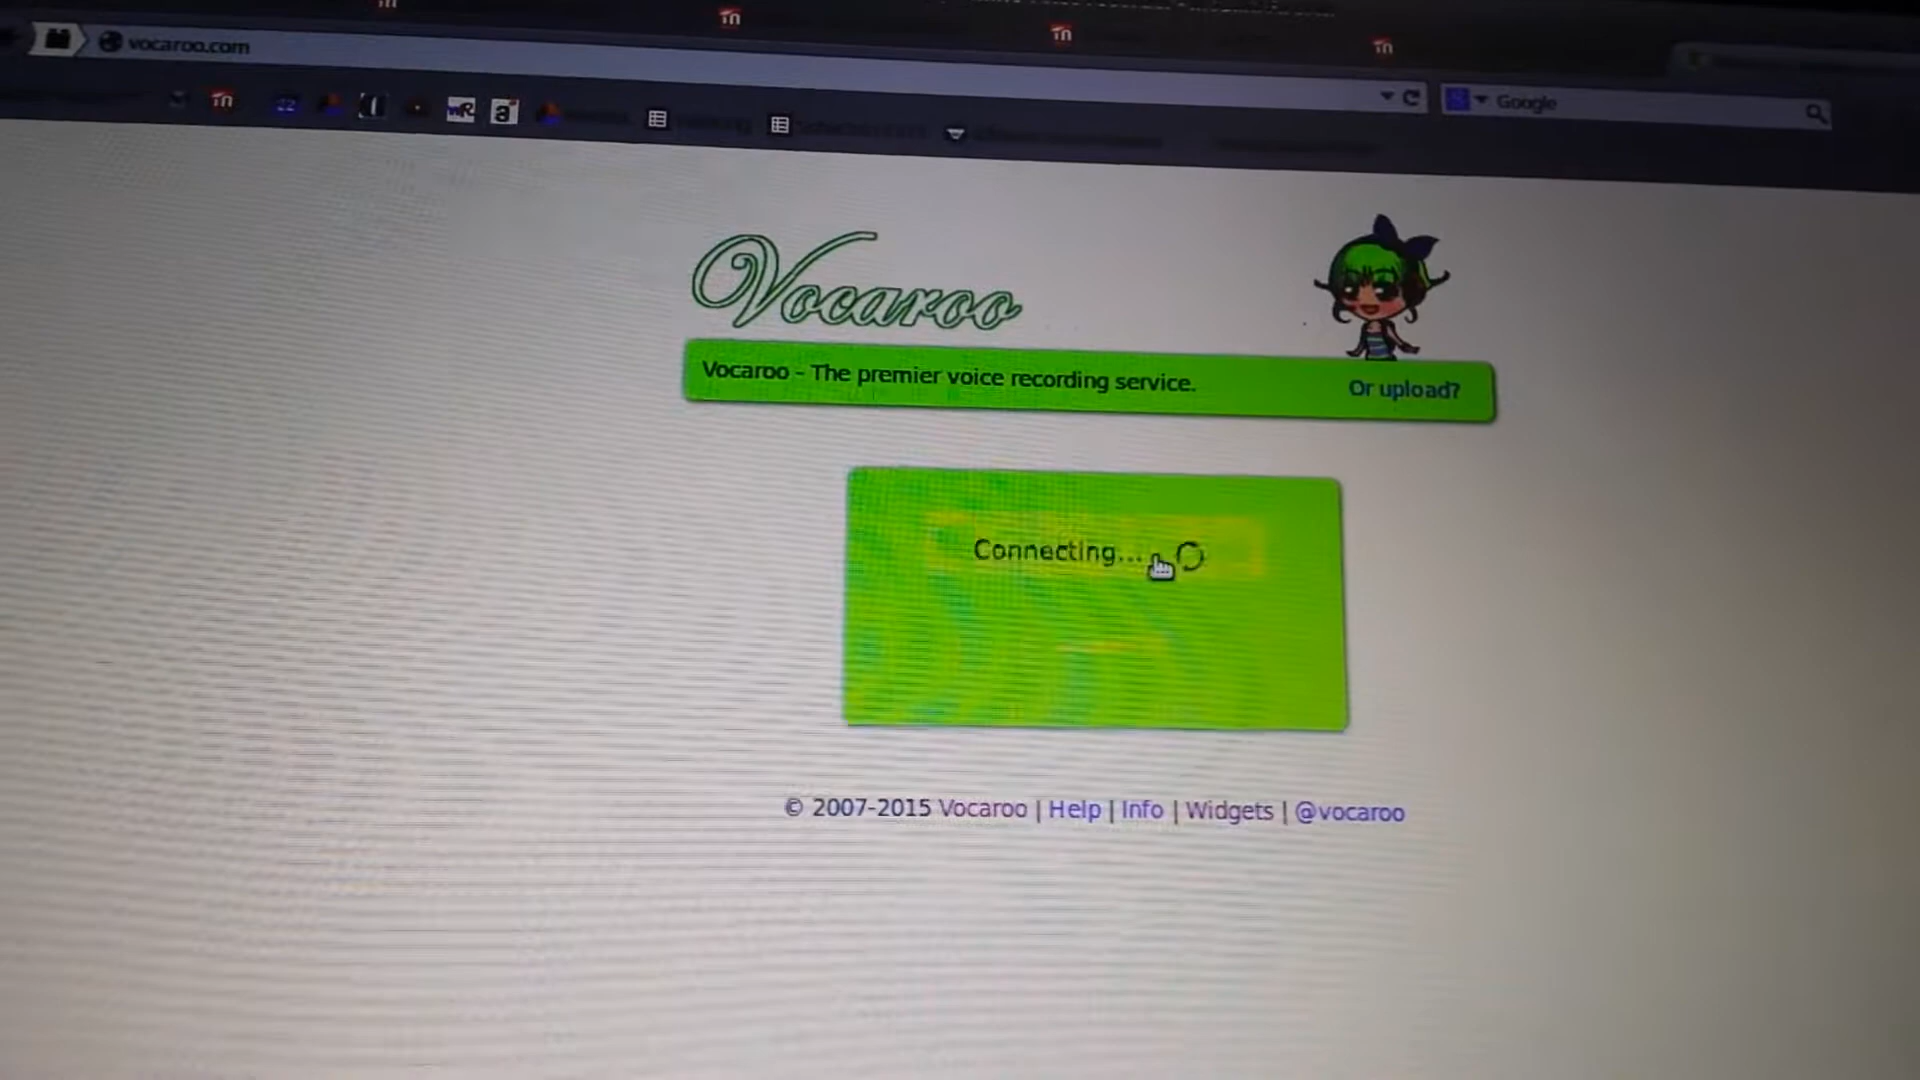 vocaroo.com
Google
Vocaroo
Vocaroo - The premier voice recording service.
Or upload?
Connecting...
© 2007-2015 Vocaroo | Help | Info | Widgets | @vocaroo